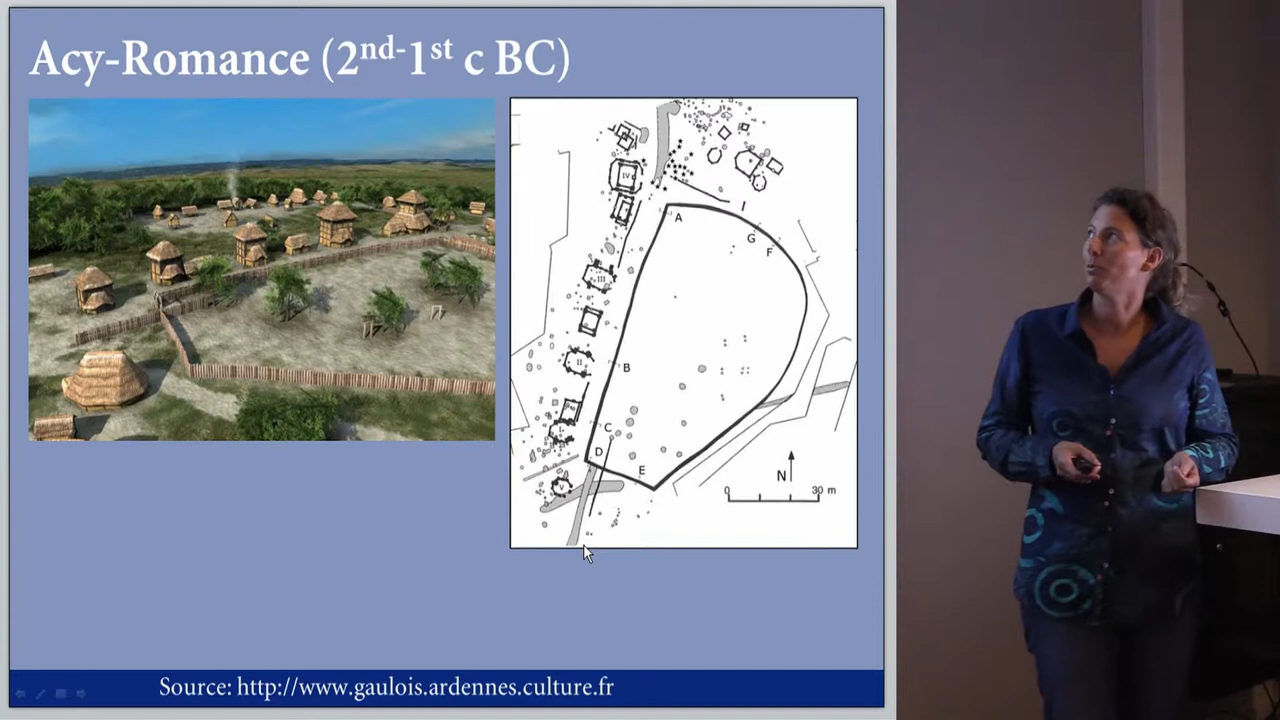 Acy-Romance (2nd-1st c BC)
IV
III
II
V
A
I
G
F
B
C
D
E
N
0 30 m
Source: http://www.gaulois.ardennes.culture.fr